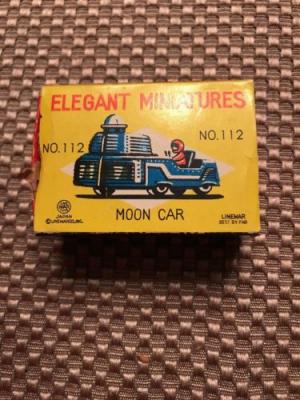 ELEGANT MINIATURES
NO. 112
NO. 112
MOON CAR
JAPAN
LINEMAR